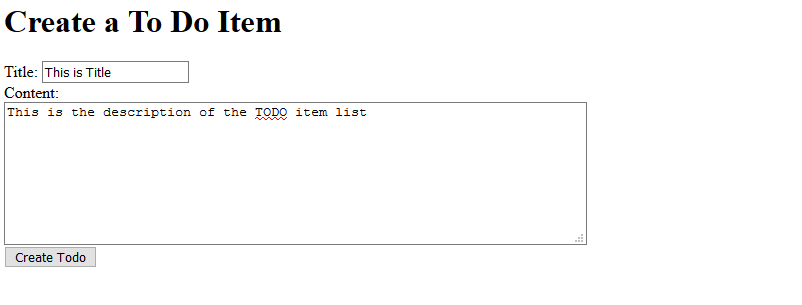 Create a To Do Item
Title: This is Title
Content:
This is the description of the TODO item list
Create Todo